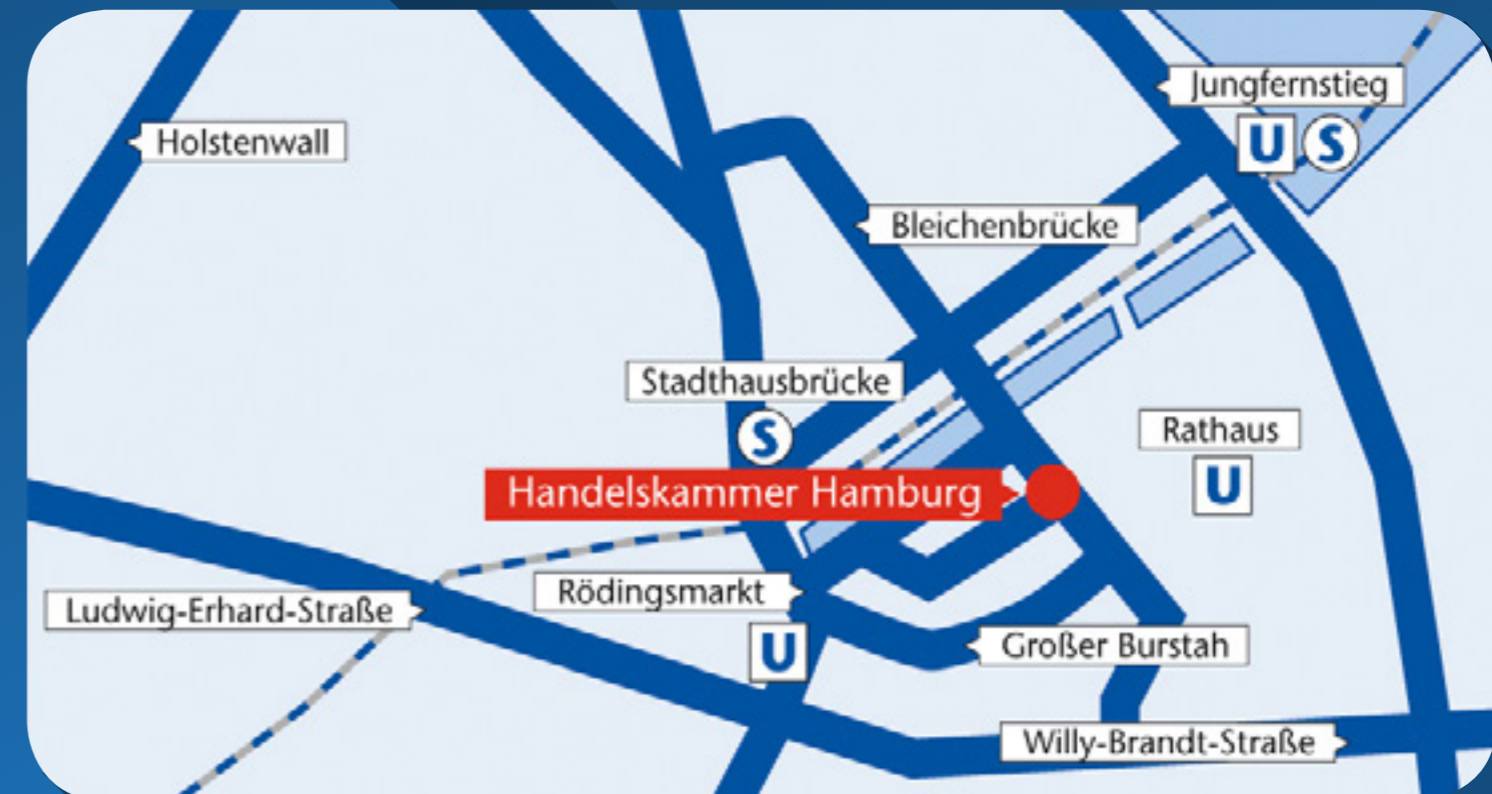 Jungfernstieg
U S
Holstenwall
Bleichenbrücke
Stadthausbrücke
S
Rathaus
U
Handelskammer Hamburg
Rödingsmarkt
U
Ludwig-Erhard-Straße
Großer Burstah
Willy-Brandt-Straße